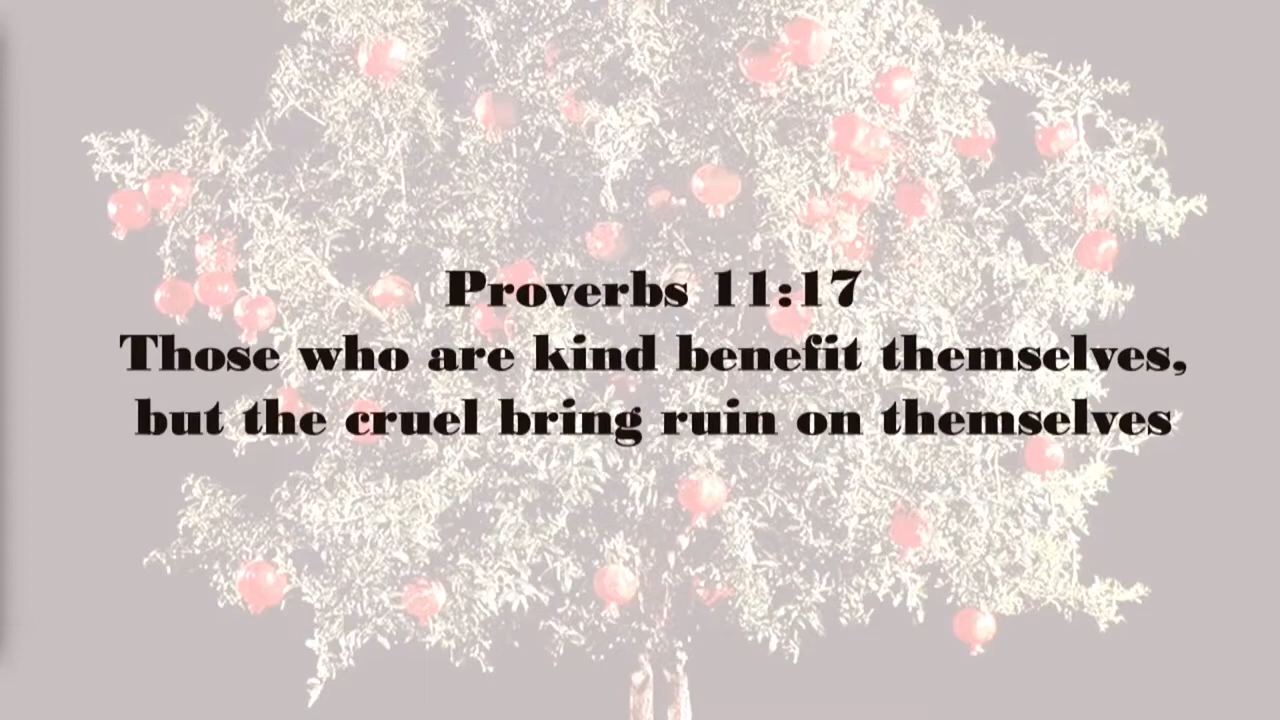 Proverbs 11:17
Those who are kind benefit themselves,
but the cruel bring ruin on themselves